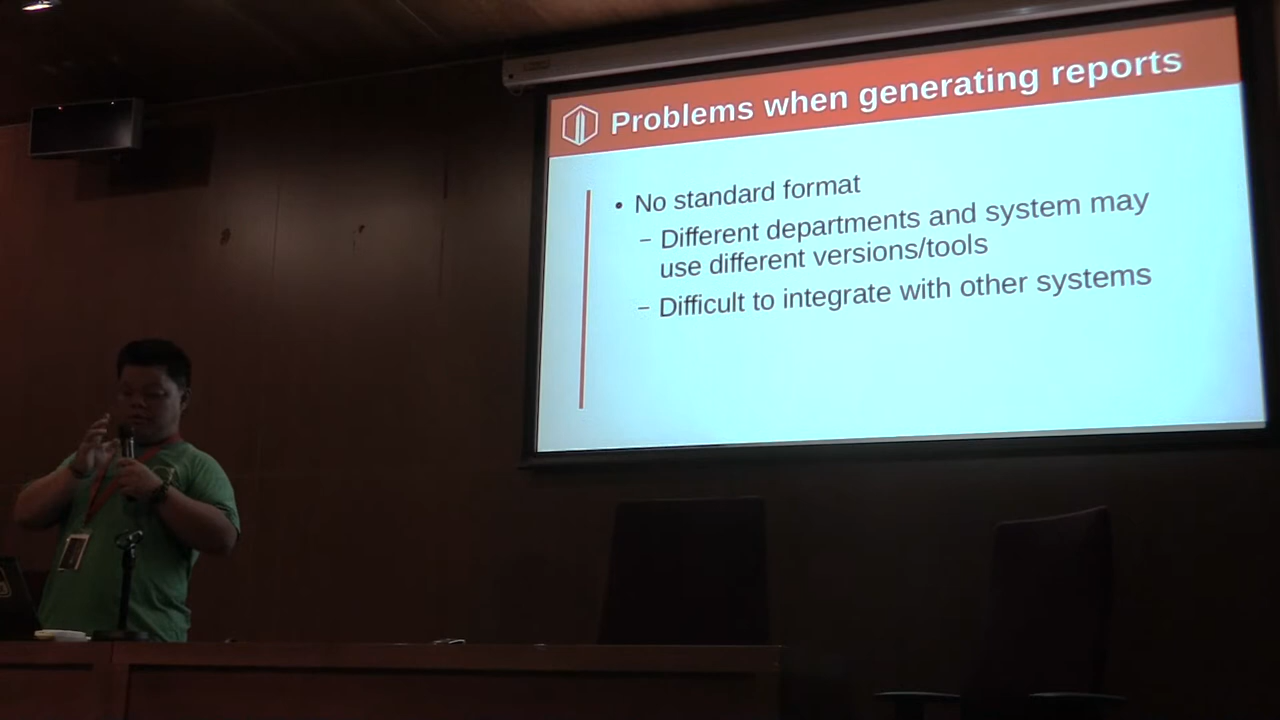 Problems when generating reports
• No standard format
– Different departments and system may
use different versions/tools
– Difficult to integrate with other systems